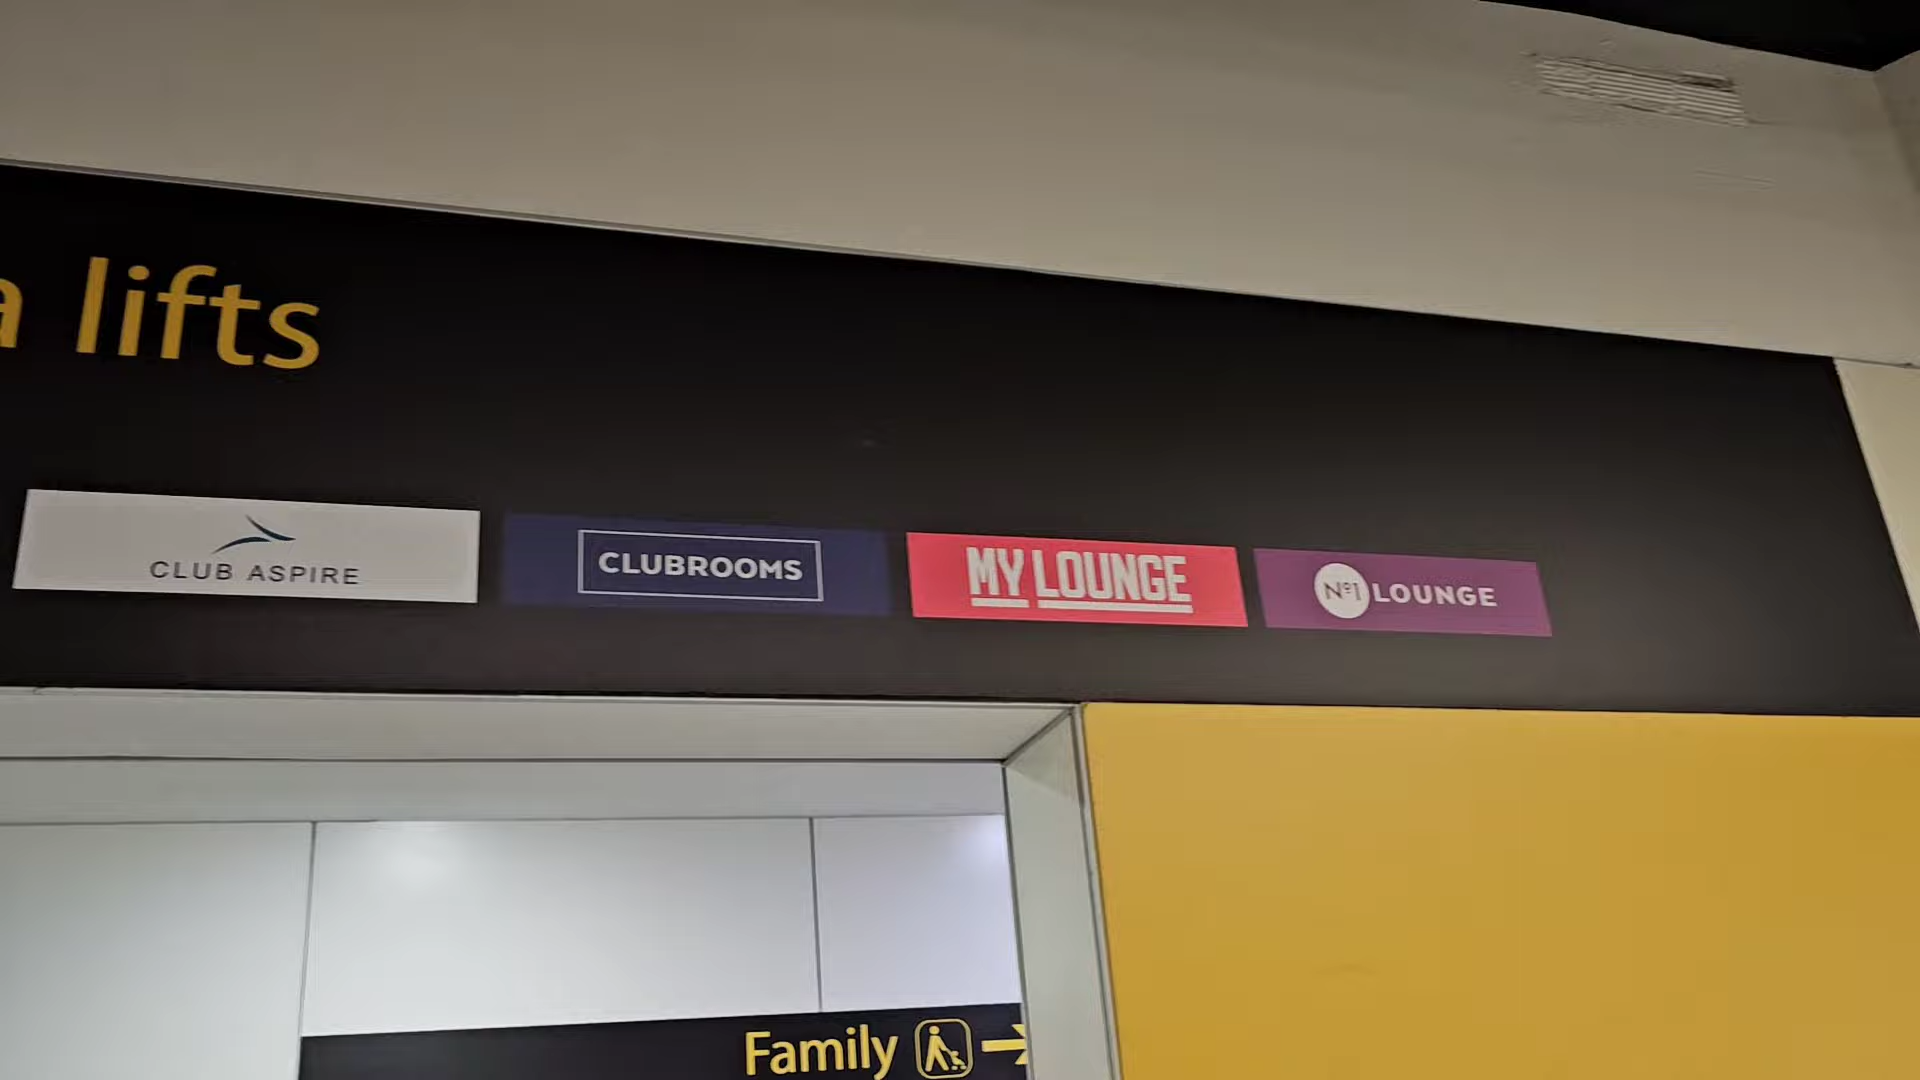 lifts
CLUB ASPIRE
CLUBROOMS
MY LOUNGE
Nº1 LOUNGE
Family